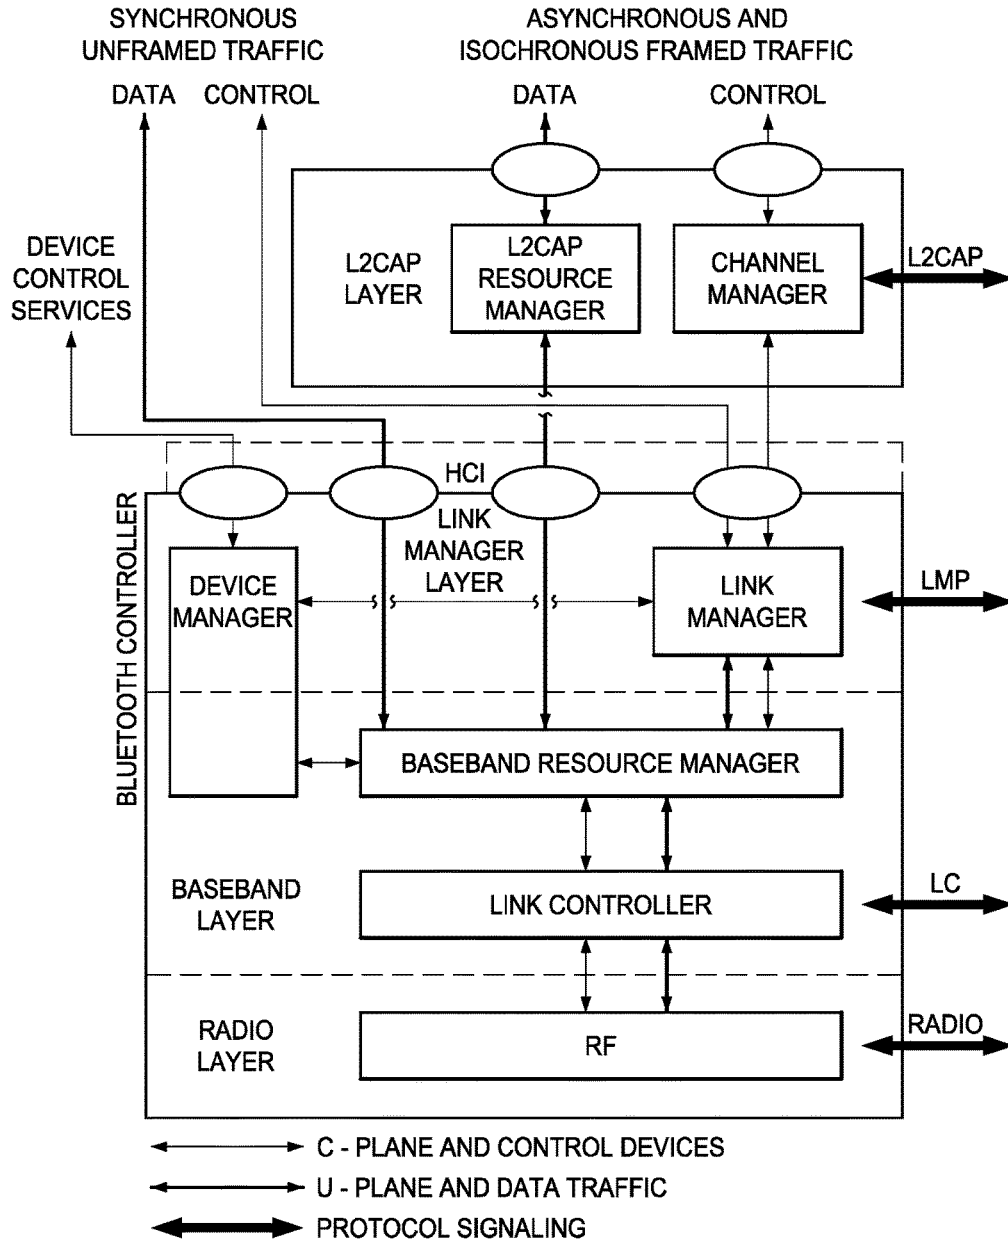 SYNCHRONOUS
UNFRAMED TRAFFIC
ASYNCHRONOUS AND
ISOCHRONOUS FRAMED TRAFFIC
DATA
CONTROL
DATA
CONTROL
DEVICE
CONTROL
SERVICES
L2CAP
LAYER
L2CAP
RESOURCE
MANAGER
CHANNEL
MANAGER
L2CAP
BLUETOOTH CONTROLLER
HCI
LINK
MANAGER
LAYER
DEVICE
MANAGER
LINK
MANAGER
LMP
BASEBAND RESOURCE MANAGER
BASEBAND
LAYER
LINK CONTROLLER
LC
RADIO
LAYER
RF
RADIO
C - PLANE AND CONTROL DEVICES
U - PLANE AND DATA TRAFFIC
PROTOCOL SIGNALING